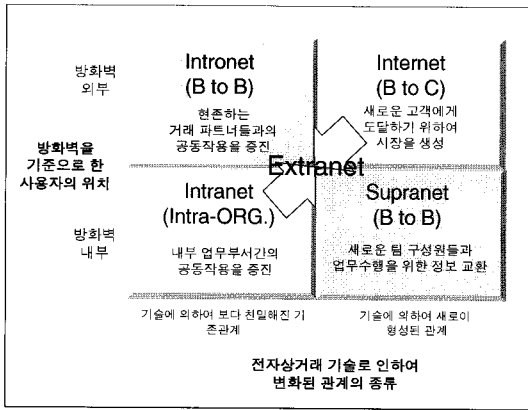 방화벽
외부
Intronet
(B to B)
현존하는
거래 파트너들과의
공동작용을 증진
Internet
(B to C)
새로운 고객에게
도달하기 위하여
시장을 생성
방화벽을
기준으로 한
사용자의 위치
Extranet
방화벽
내부
Intranet
(Intra-ORG.)
내부 업무부서간의
공동작용을 증진
Supranet
(B to B)
새로운 팀 구성원들과
업무수행을 위한 정보 교환
기술에 의하여 보다 친밀해진 기
존관계
기술에 의하여 새로이
형성된 관계
전자상거래 기술로 인하여
변화된 관계의 종류